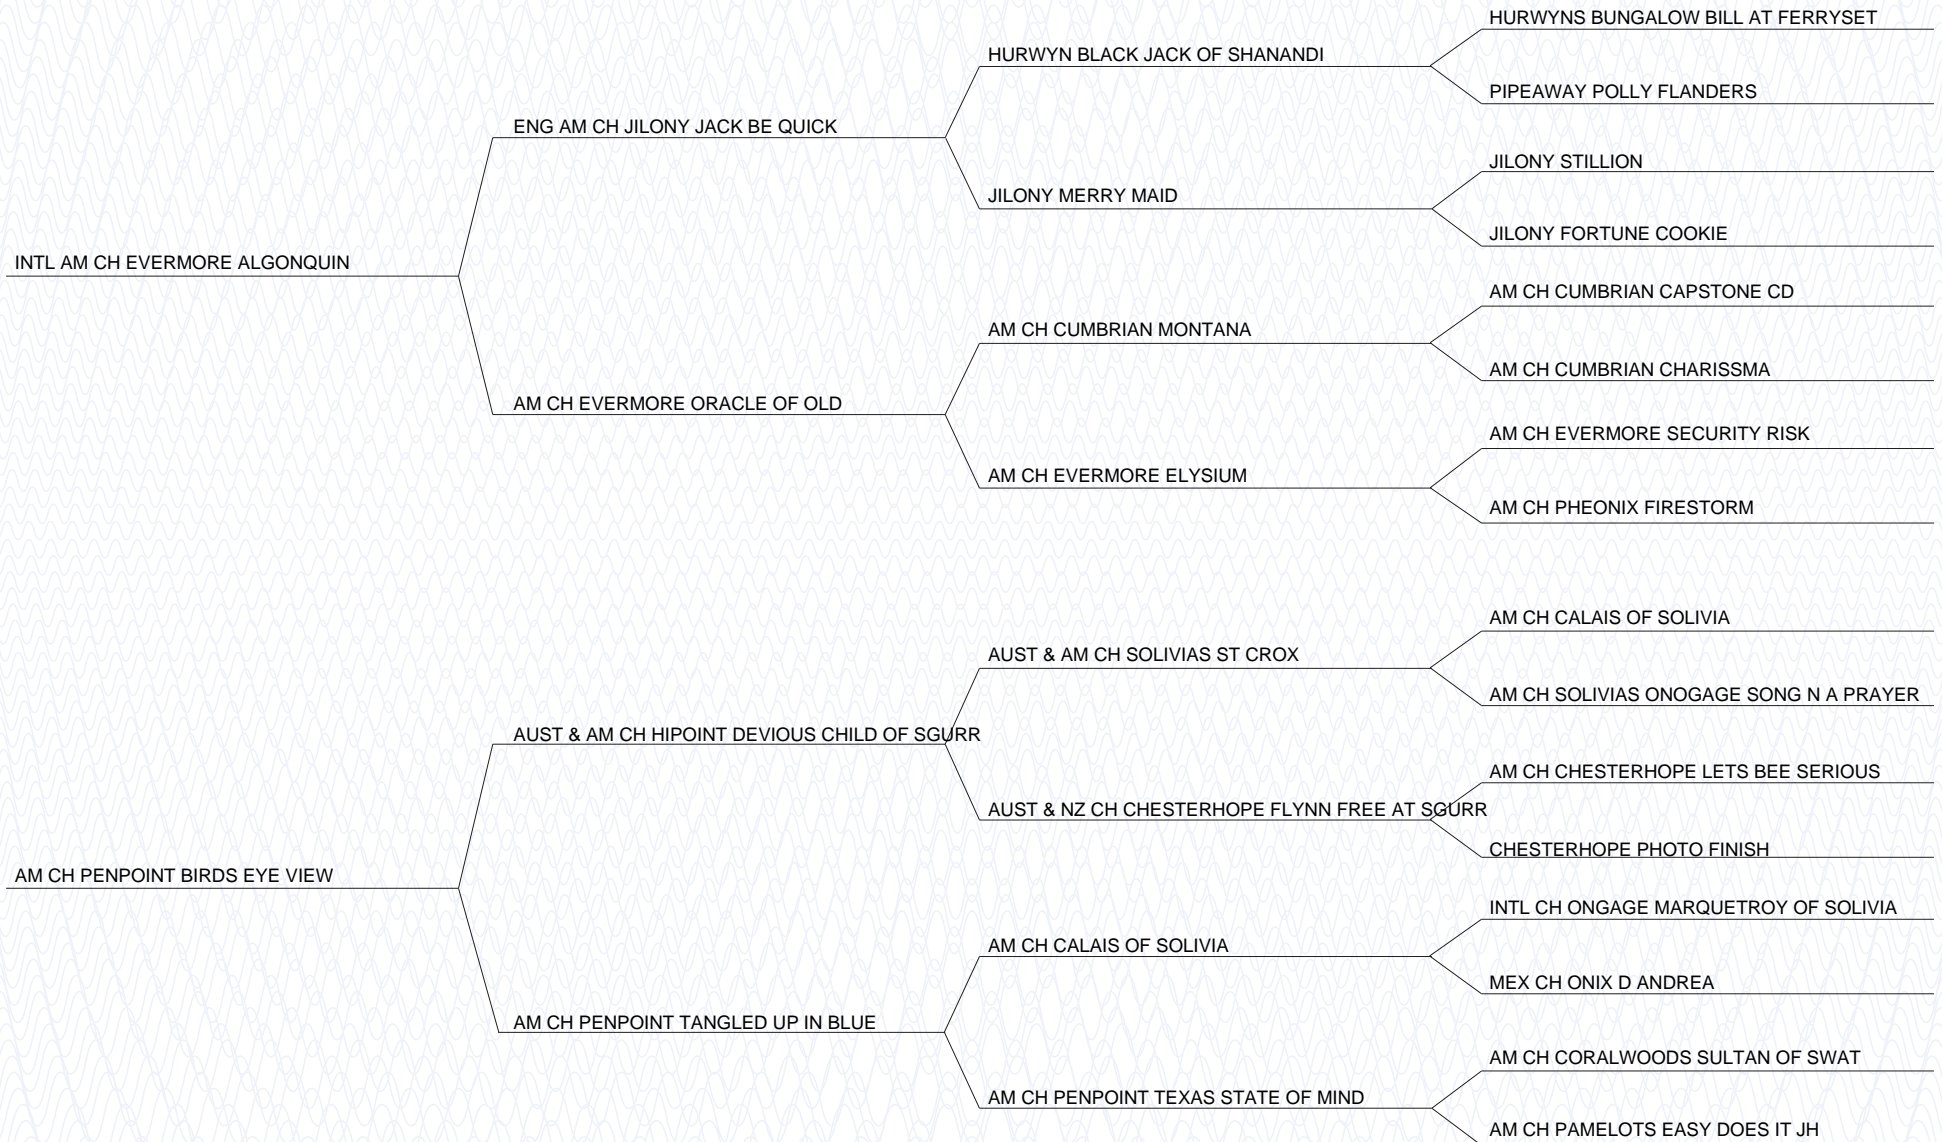 HURWYNS BUNGALOW BILL AT FERRYSET
HURWYN BLACK JACK OF SHANANDI
PIPEAWAY POLLY FLANDERS
ENG AM CH JILONY JACK BE QUICK
JILONY STILLION
JILONY MERRY MAID
JILONY FORTUNE COOKIE
INTL AM CH EVERMORE ALGONQUIN
AM CH CUMBRIAN CAPSTONE CD
AM CH CUMBRIAN MONTANA
AM CH CUMBRIAN CHARISSMA
AM CH EVERMORE ORACLE OF OLD
AM CH EVERMORE SECURITY RISK
AM CH EVERMORE ELYSIUM
AM CH PHEONIX FIRESTORM
AM CH CALAIS OF SOLIVIA
AUST & AM CH SOLIVIAS ST CROX
AM CH SOLIVIAS ONOGAGE SONG N A PRAYER
AUST & AM CH HIPOINT DEVIOUS CHILD OF SGURR
AM CH CHESTERHOPE LETS BEE SERIOUS
AUST & NZ CH CHESTERHOPE FLYNN FREE AT SGURR
CHESTERHOPE PHOTO FINISH
AM CH PENPOINT BIRDS EYE VIEW
INTL CH ONGAGE MARQUETROY OF SOLIVIA
AM CH CALAIS OF SOLIVIA
MEX CH ONIX D ANDREA
AM CH PENPOINT TANGLED UP IN BLUE
AM CH CORALWOODS SULTAN OF SWAT
AM CH PENPOINT TEXAS STATE OF MIND
AM CH PAMELOTS EASY DOES IT JH